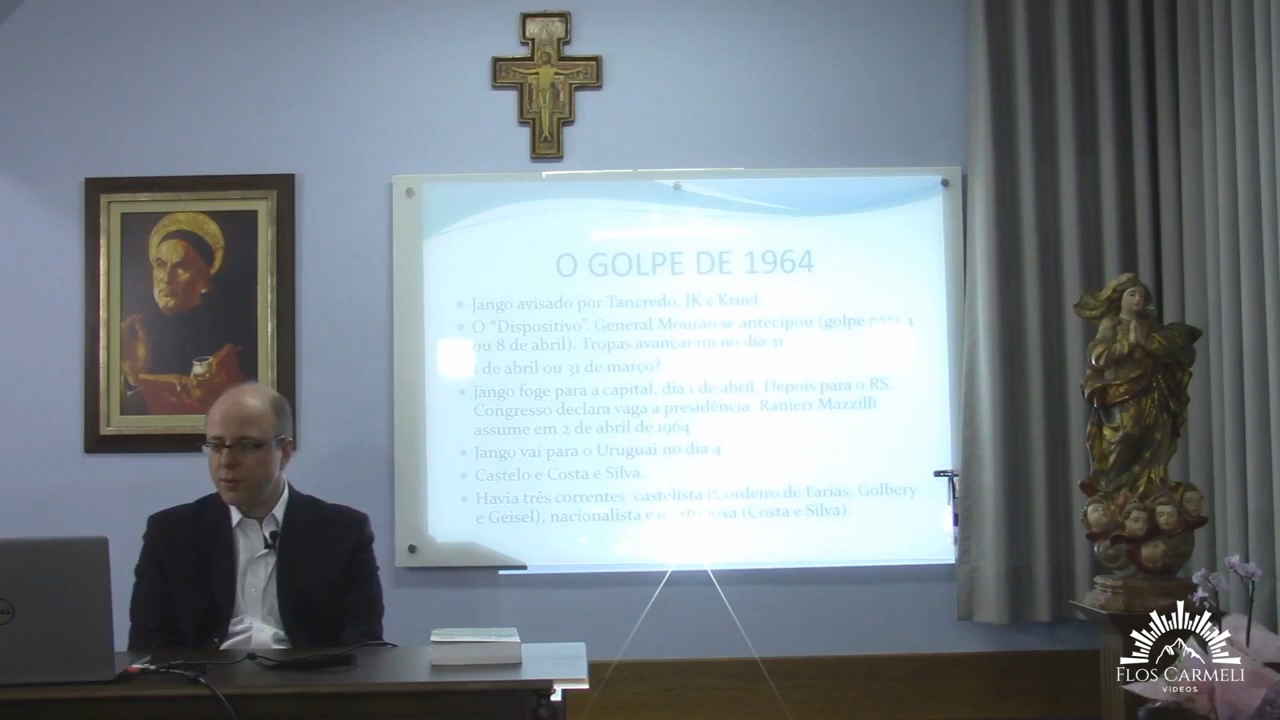 O GOLPE DE 1964
Jango avisado por Tancredo, JK e Kruel.
O "Dispositivo". General Mourão se antecipou (golpe para
ou 8 de abril). Tropas avançaram no dia 31
de abril ou 31 de março?
Jango foge para a capital, dia 1 de abril. Depois para o RS.
Congresso declara vaga a presidência. Ranieri Mazzilli
assume em 2 de abril de 1964
Jango vai para o Uruguai no dia 4
Castelo e Costa e Silva.
Havia três correntes: castelista (Cordeiro de Farias, Golbery
e Geisel), nacionalista e (Costa e Silva).
DELL
FLOS CARMELI
VÍDEOS